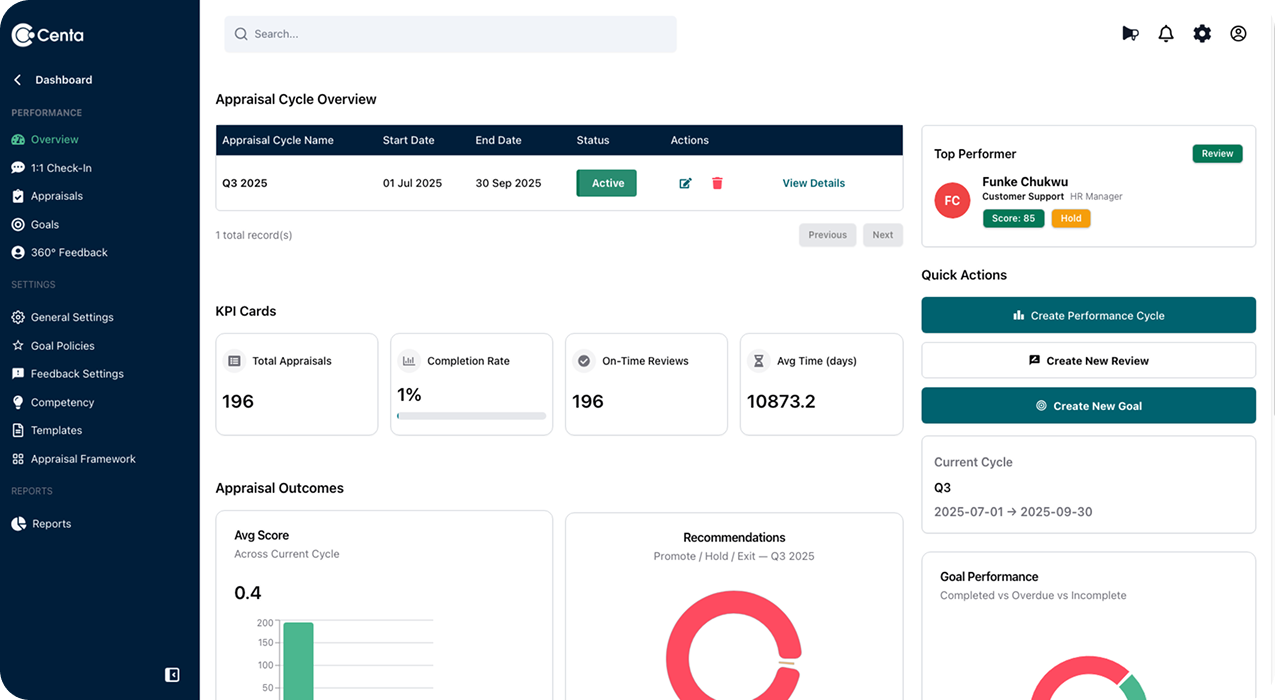 Centa
Search...
Dashboard
PERFORMANCE
Overview
1:1 Check-In
Appraisals
Goals
360° Feedback
SETTINGS
General Settings
Goal Policies
Feedback Settings
Competency
Templates
Appraisal Framework
REPORTS
Reports
Appraisal Cycle Overview
Appraisal Cycle Name Start Date End Date Status Actions
Q3 2025 01 Jul 2025 30 Sep 2025 Active View Details
1 total record(s) Previous Next
KPI Cards
Total Appraisals
196
Completion Rate
1%
On-Time Reviews
196
Avg Time (days)
10873.2
Appraisal Outcomes
Avg Score
Across Current Cycle
0.4
200
150
100
50
Recommendations
Promote / Hold / Exit — Q3 2025
Top Performer Review
FC
Funke Chukwu
Customer Support HR Manager
Score: 85 Hold
Quick Actions
Create Performance Cycle
Create New Review
Create New Goal
Current Cycle
Q3
2025-07-01 → 2025-09-30
Goal Performance
Completed vs Overdue vs Incomplete